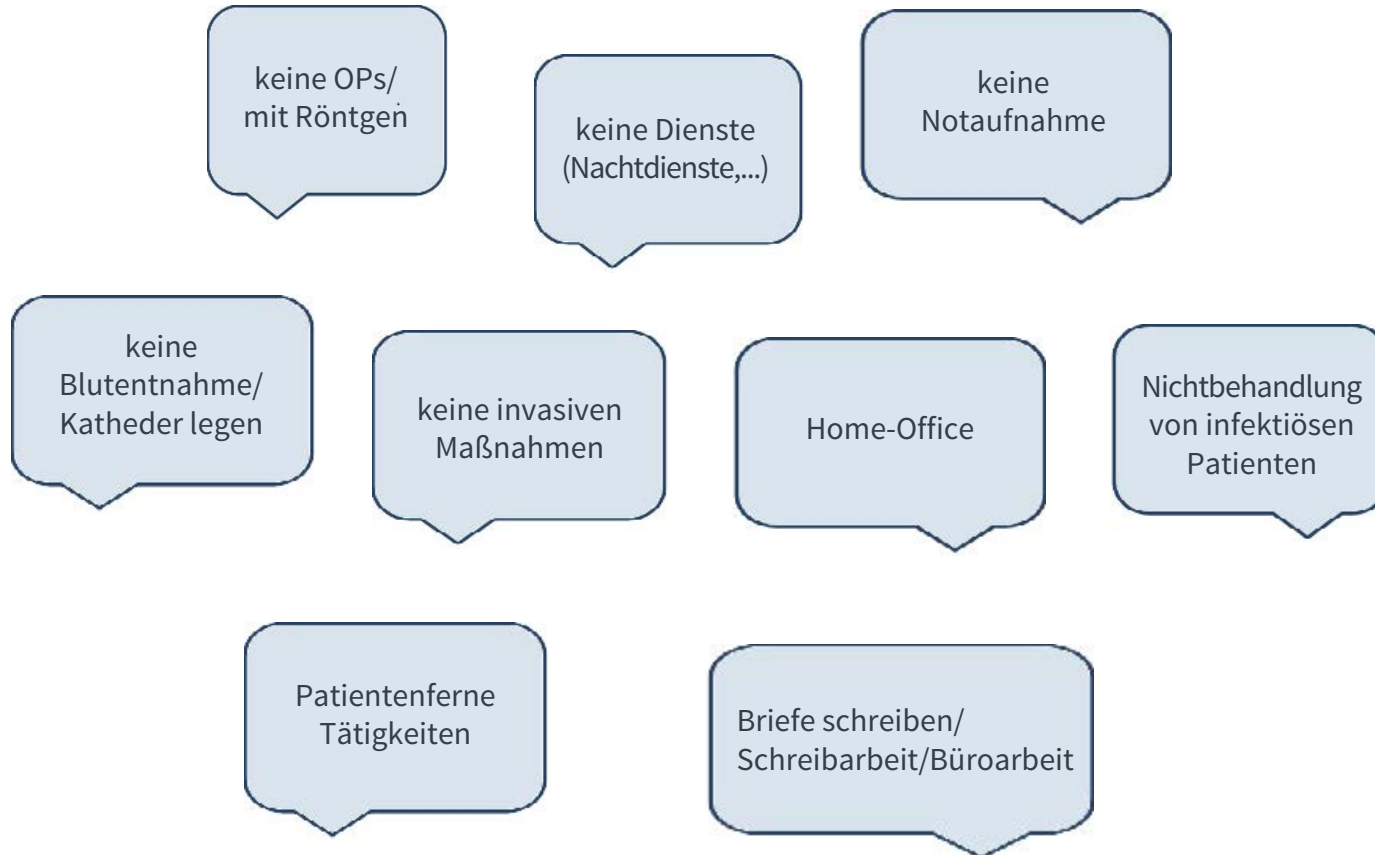 keine OPs/
mit Röntgen
keine Dienste
(Nachtdienste,...)
keine
Notaufnahme
keine
Blutentnahme/
Katheder legen
keine invasiven
Maßnahmen
Home-Office
Nichtbehandlung
von infektiösen
Patienten
Patientenferne
Tätigkeiten
Briefe schreiben/
Schreibarbeit/Büroarbeit